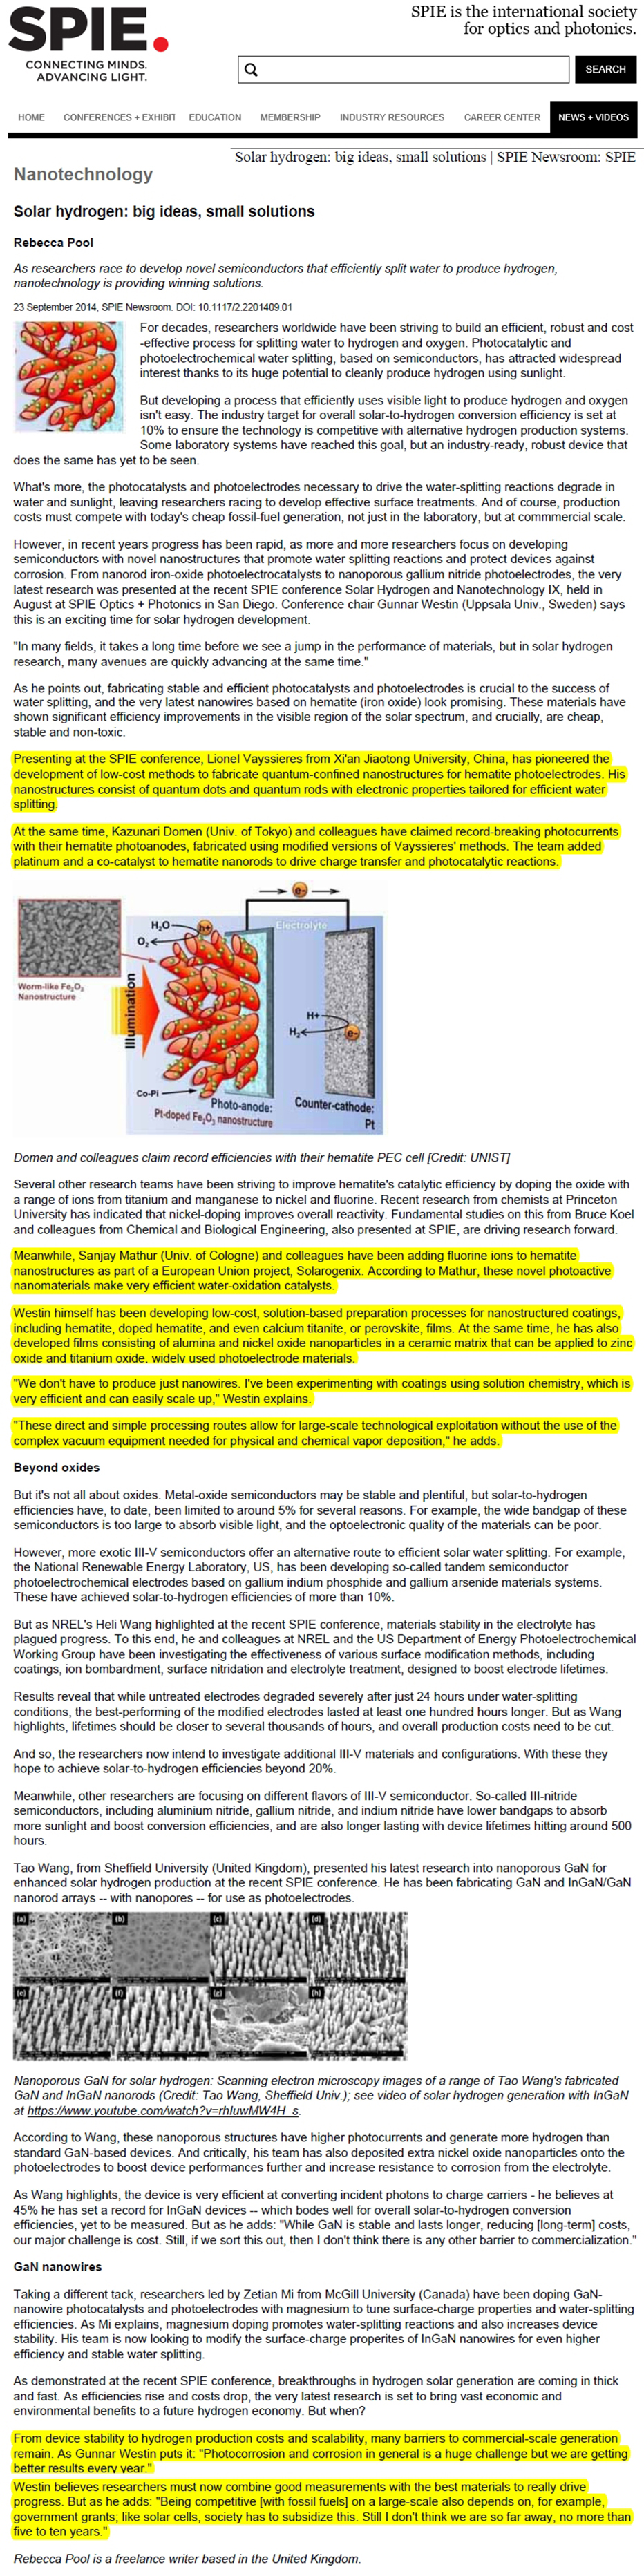 SPIE.
CONNECTING MINDS.
ADVANCING LIGHT.
SPIE is the international society
for optics and photonics.
SEARCH
HOME CONFERENCES + EXHIBIT EDUCATION MEMBERSHIP INDUSTRY RESOURCES CAREER CENTER NEWS + VIDEOS
Solar hydrogen: big ideas, small solutions | SPIE Newsroom: SPIE
Nanotechnology
Solar hydrogen: big ideas, small solutions
Rebecca Pool
As researchers race to develop novel semiconductors that efficiently split water to produce hydrogen,
nanotechnology is providing winning solutions.
23 September 2014, SPIE Newsroom. DOI: 10.1117/2.2201409.01
For decades, researchers worldwide have been striving to build an efficient, robust and cost
-effective process for splitting water to hydrogen and oxygen. Photocatalytic and
photoelectrochemical water splitting, based on semiconductors, has attracted widespread
interest thanks to its huge potential to cleanly produce hydrogen using sunlight.
But developing a process that efficiently uses visible light to produce hydrogen and oxygen
isn't easy. The industry target for overall solar-to-hydrogen conversion efficiency is set at
10% to ensure the technology is competitive with alternative hydrogen production systems.
Some laboratory systems have reached this goal, but an industry-ready, robust device that
does the same has yet to be seen.
What's more, the photocatalysts and photoelectrodes necessary to drive the water-splitting reactions degrade in
water and sunlight, leaving researchers racing to develop effective surface treatments. And of course, production
costs must compete with today's cheap fossil-fuel generation, not just in the laboratory, but at commmercial scale.
However, in recent years progress has been rapid, as more and more researchers focus on developing
semiconductors with novel nanostructures that promote water splitting reactions and protect devices against
corrosion. From nanorod iron-oxide photoelectrocatalysts to nanoporous gallium nitride photoelectrodes, the very
latest research was presented at the recent SPIE conference Solar Hydrogen and Nanotechnology IX, held in
August at SPIE Optics + Photonics in San Diego. Conference chair Gunnar Westin (Uppsala Univ., Sweden) says
this is an exciting time for solar hydrogen development.
"In many fields, it takes a long time before we see a jump in the performance of materials, but in solar hydrogen
research, many avenues are quickly advancing at the same time."
As he points out, fabricating stable and efficient photocatalysts and photoelectrodes is crucial to the success of
water splitting, and the very latest nanowires based on hematite (iron oxide) look promising. These materials have
shown significant efficiency improvements in the visible region of the solar spectrum, and crucially, are cheap,
stable and non-toxic.
Presenting at the SPIE conference, Lionel Vayssieres from Xi'an Jiaotong University, China, has pioneered the
development of low-cost methods to fabricate quantum-confined nanostructures for hematite photoelectrodes. His
nanostructures consist of quantum dots and quantum rods with electronic properties tailored for efficient water
splitting.
At the same time, Kazunari Domen (Univ. of Tokyo) and colleagues have claimed record-breaking photocurrents
with their hematite photoanodes, fabricated using modified versions of Vayssieres' methods. The team added
platinum and a co-catalyst to hematite nanorods to drive charge transfer and photocatalytic reactions.
e-
Electrolyte
H₂O
h+
O₂
Worm-like Fe₂O₃
Nanostructure
Illumination
H+
H₂
e-
Co-Pi
Photo-anode:
Pt-doped Fe₂O₃ nanostructure
Counter-cathode:
Pt
Domen and colleagues claim record efficiencies with their hematite PEC cell [Credit: UNIST]
Several other research teams have been striving to improve hematite's catalytic efficiency by doping the oxide with
a range of ions from titanium and manganese to nickel and fluorine. Recent research from chemists at Princeton
University has indicated that nickel-doping improves overall reactivity. Fundamental studies on this from Bruce Koel
and colleagues from Chemical and Biological Engineering, also presented at SPIE, are driving research forward.
Meanwhile, Sanjay Mathur (Univ. of Cologne) and colleagues have been adding fluorine ions to hematite
nanostructures as part of a European Union project, Solarogenix. According to Mathur, these novel photoactive
nanomaterials make very efficient water-oxidation catalysts.
Westin himself has been developing low-cost, solution-based preparation processes for nanostructured coatings,
including hematite, doped hematite, and even calcium titanite, or perovskite, films. At the same time, he has also
developed films consisting of alumina and nickel oxide nanoparticles in a ceramic matrix that can be applied to zinc
oxide and titanium oxide, widely used photoelectrode materials.
"We don't have to produce just nanowires. I've been experimenting with coatings using solution chemistry, which is
very efficient and can easily scale up," Westin explains.
"These direct and simple processing routes allow for large-scale technological exploitation without the use of the
complex vacuum equipment needed for physical and chemical vapor deposition," he adds.
Beyond oxides
But it's not all about oxides. Metal-oxide semiconductors may be stable and plentiful, but solar-to-hydrogen
efficiencies have, to date, been limited to around 5% for several reasons. For example, the wide bandgap of these
semiconductors is too large to absorb visible light, and the optoelectronic quality of the materials can be poor.
However, more exotic III-V semiconductors offer an alternative route to efficient solar water splitting. For example,
the National Renewable Energy Laboratory, US, has been developing so-called tandem semiconductor
photoelectrochemical electrodes based on gallium indium phosphide and gallium arsenide materials systems.
These have achieved solar-to-hydrogen efficiencies of more than 10%.
But as NREL's Heli Wang highlighted at the recent SPIE conference, materials stability in the electrolyte has
plagued progress. To this end, he and colleagues at NREL and the US Department of Energy Photoelectrochemical
Working Group have been investigating the effectiveness of various surface modification methods, including
coatings, ion bombardment, surface nitridation and electrolyte treatment, designed to boost electrode lifetimes.
Results reveal that while untreated electrodes degraded severely after just 24 hours under water-splitting
conditions, the best-performing of the modified electrodes lasted at least one hundred hours longer. But as Wang
highlights, lifetimes should be closer to several thousands of hours, and overall production costs need to be cut.
And so, the researchers now intend to investigate additional III-V materials and configurations. With these they
hope to achieve solar-to-hydrogen efficiencies beyond 20%.
Meanwhile, other researchers are focusing on different flavors of III-V semiconductor. So-called III-nitride
semiconductors, including aluminium nitride, gallium nitride, and indium nitride have lower bandgaps to absorb
more sunlight and boost conversion efficiencies, and are also longer lasting with device lifetimes hitting around 500
hours.
Tao Wang, from Sheffield University (United Kingdom), presented his latest research into nanoporous GaN for
enhanced solar hydrogen production at the recent SPIE conference. He has been fabricating GaN and InGaN/GaN
nanorod arrays -- with nanopores -- for use as photoelectrodes.
(a) (b) (c) (d)
(e) (f) (g) (h)
Nanoporous GaN for solar hydrogen: Scanning electron microscopy images of a range of Tao Wang's fabricated
GaN and InGaN nanorods (Credit: Tao Wang, Sheffield Univ.); see video of solar hydrogen generation with InGaN
at https://www.youtube.com/watch?v=rhIuwMW4H_s.
According to Wang, these nanoporous structures have higher photocurrents and generate more hydrogen than
standard GaN-based devices. And critically, his team has also deposited extra nickel oxide nanoparticles onto the
photoelectrodes to boost device performances further and increase resistance to corrosion from the electrolyte.
As Wang highlights, the device is very efficient at converting incident photons to charge carriers - he believes at
45% he has set a record for InGaN devices -- which bodes well for overall solar-to-hydrogen conversion
efficiencies, yet to be measured. But as he adds: "While GaN is stable and lasts longer, reducing [long-term] costs,
our major challenge is cost. Still, if we sort this out, then I don't think there is any other barrier to commercialization."
GaN nanowires
Taking a different tack, researchers led by Zetian Mi from McGill University (Canada) have been doping GaN-
nanowire photocatalysts and photoelectrodes with magnesium to tune surface-charge properties and water-splitting
efficiencies. As Mi explains, magnesium doping promotes water-splitting reactions and also increases device
stability. His team is now looking to modify the surface-charge properites of InGaN nanowires for even higher
efficiency and stable water splitting.
As demonstrated at the recent SPIE conference, breakthroughs in hydrogen solar generation are coming in thick
and fast. As efficiencies rise and costs drop, the very latest research is set to bring vast economic and
environmental benefits to a future hydrogen economy. But when?
From device stability to hydrogen production costs and scalability, many barriers to commercial-scale generation
remain. As Gunnar Westin puts it: "Photocorrosion and corrosion in general is a huge challenge but we are getting
better results every year."
Westin believes researchers must now combine good measurements with the best materials to really drive
progress. But as he adds: "Being competitive [with fossil fuels] on a large-scale also depends on, for example,
government grants; like solar cells, society has to subsidize this. Still I don't think we are so far away, no more than
five to ten years."
Rebecca Pool is a freelance writer based in the United Kingdom.